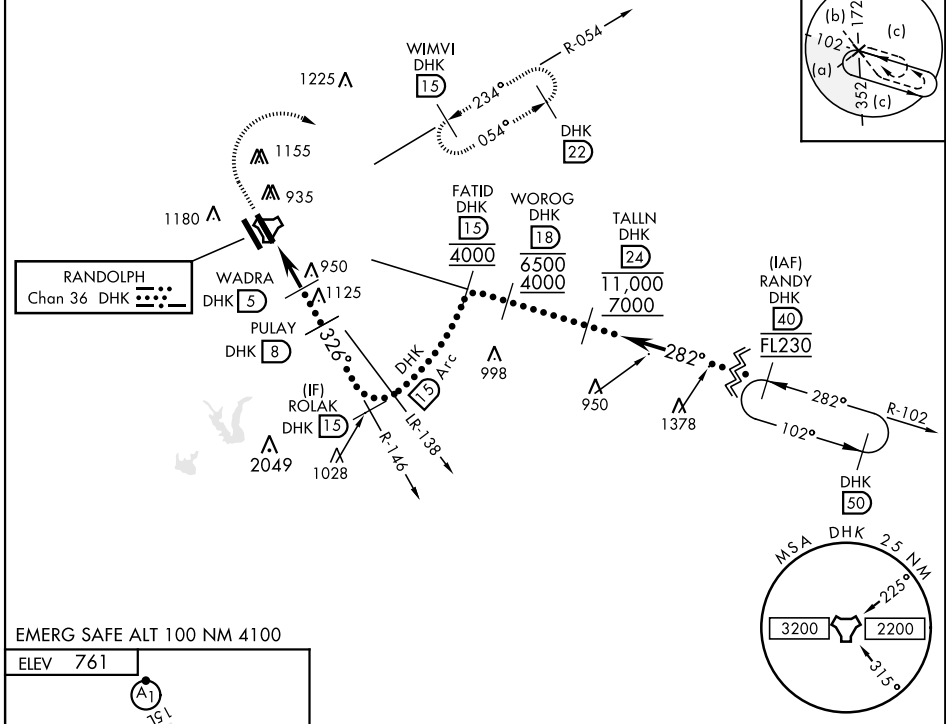 (b)
172
(c)
102
(a)
352
(c)
WIMVI
DHK
15
R-054
234°
054°
DHK
22
1225
1155
935
1180
RANDOLPH
Chan 36 DHK
WADRA
DHK 5
950
1125
PULAY
DHK 8
326°
(IF)
ROLAK
DHK 15
2049
1028
R-146
LR-138
DHK
15 Arc
FATID
DHK
15
4000
WOROG
DHK
18
6500
4000
TALLN
DHK
24
11,000
7000
998
950
282°
1378
(IAF)
RANDY
DHK
40
FL230
282°
102°
R-102
DHK
50
MSA DHK 25 NM
225°
3200
2200
315°
EMERG SAFE ALT 100 NM 4100
ELEV 761
A1
15L